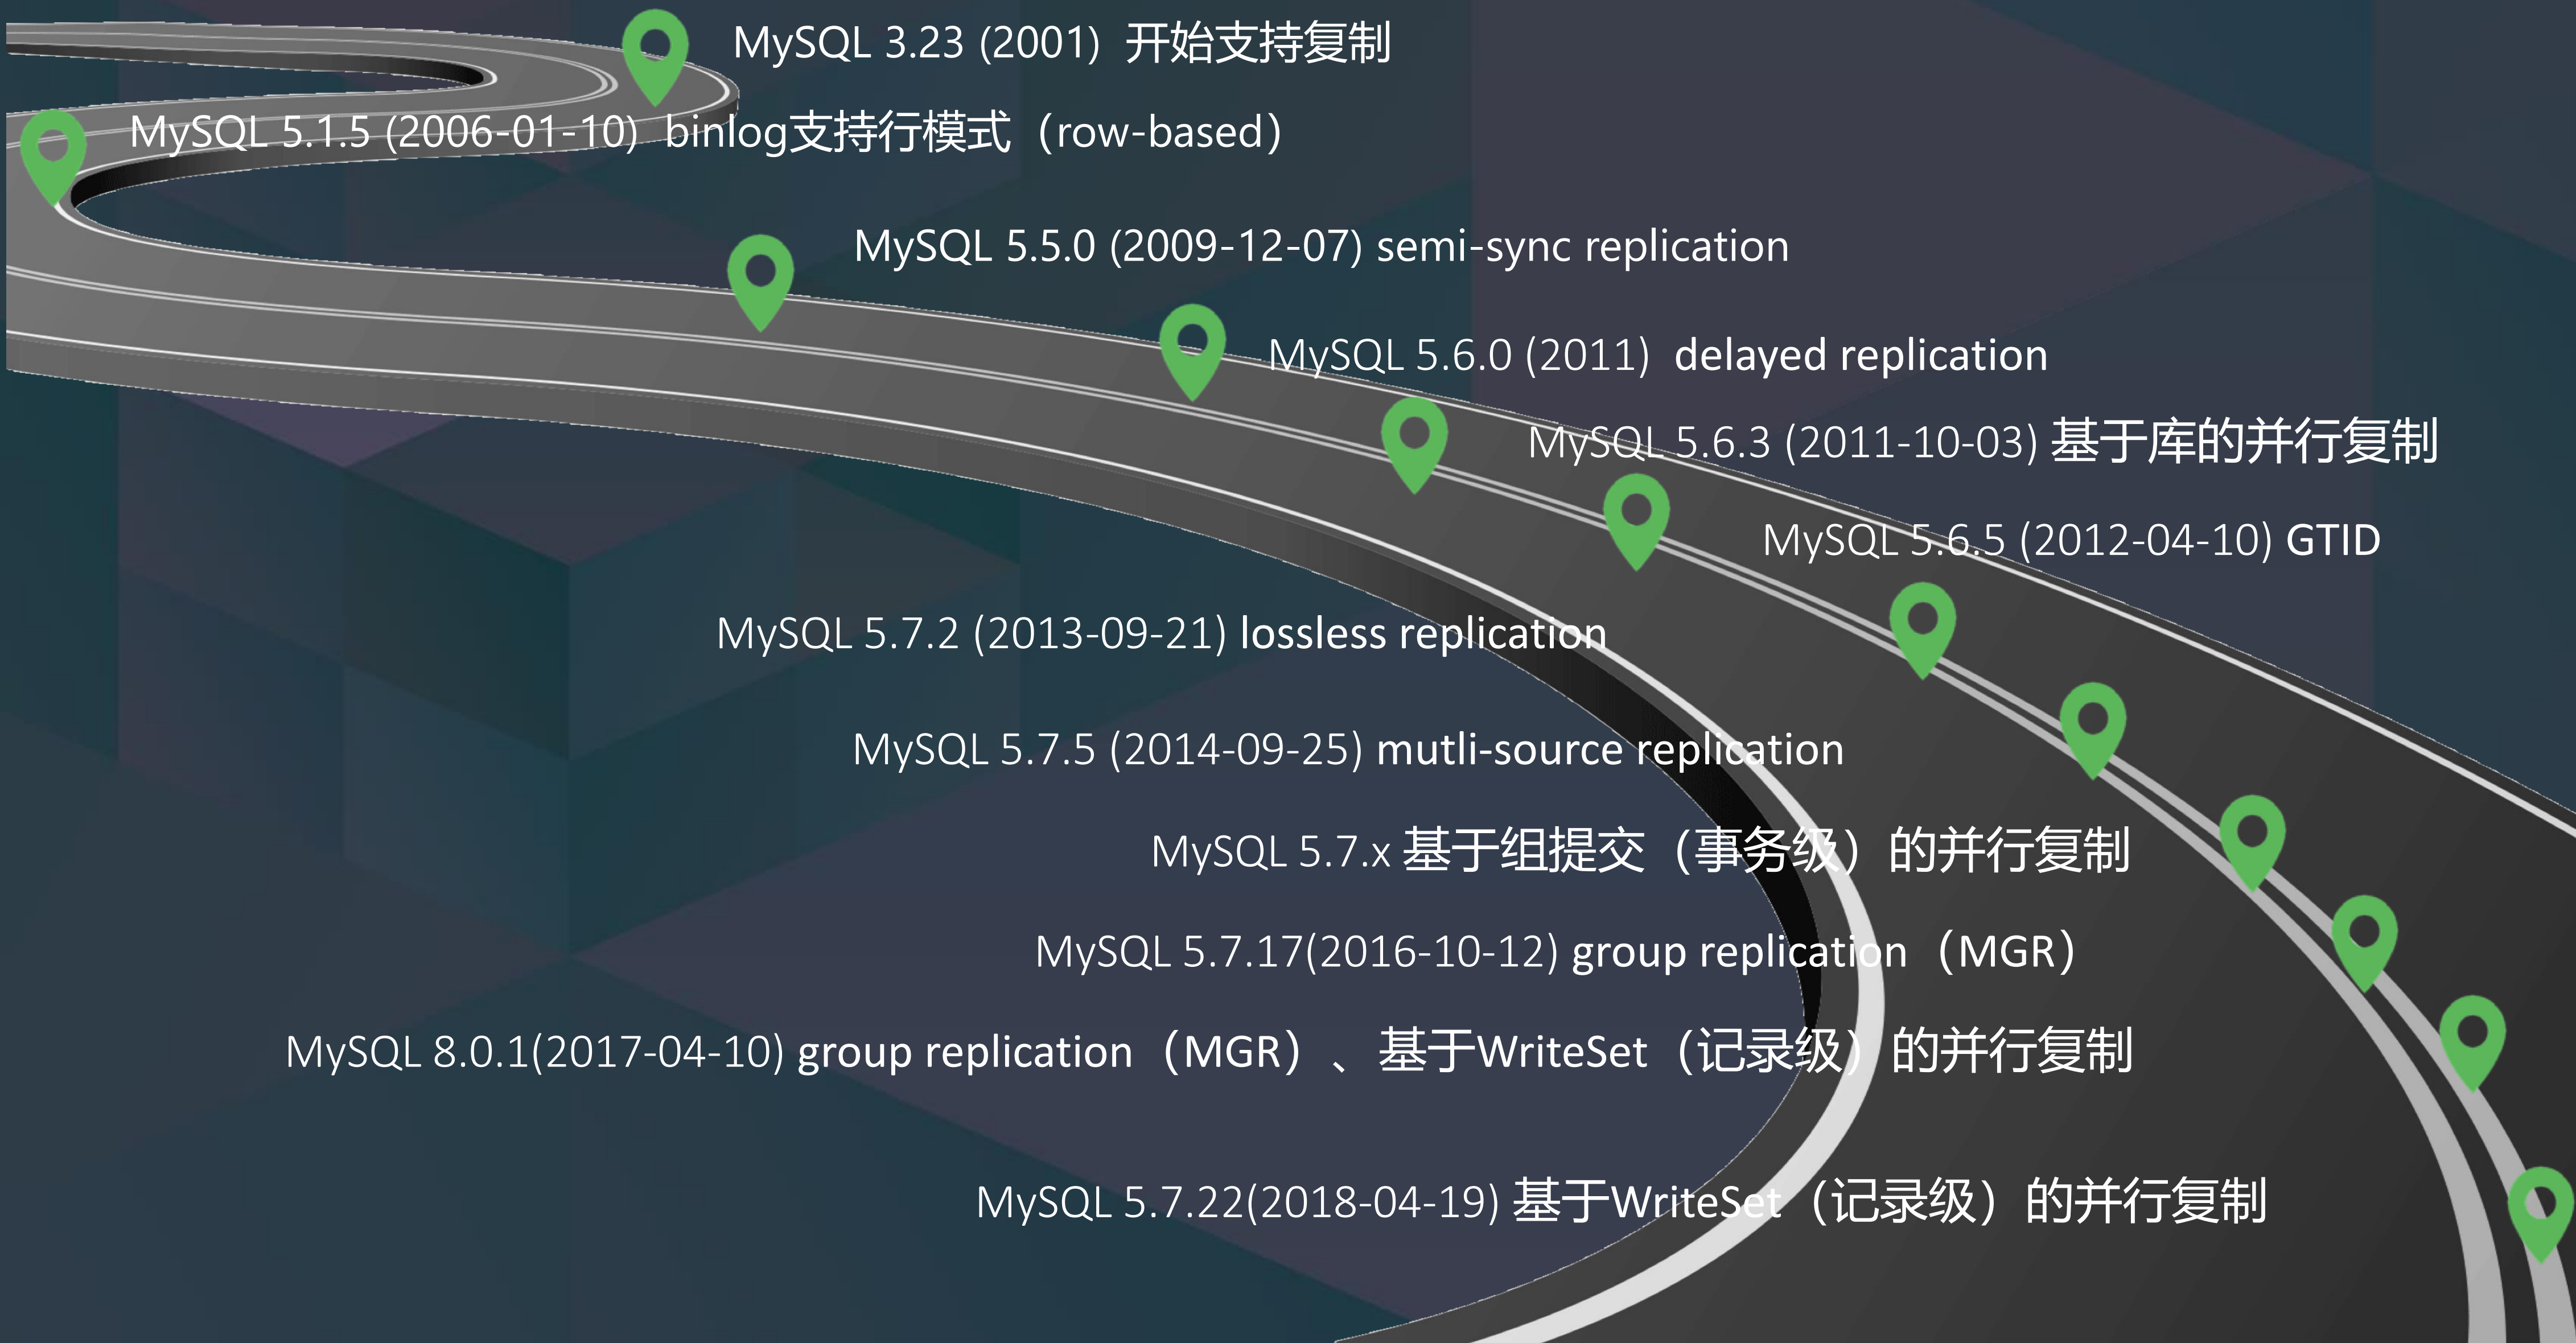 MySQL 3.23 (2001) 开始支持复制
MySQL 5.1.5 (2006-01-10) binlog支持行模式（row-based）
MySQL 5.5.0 (2009-12-07) semi-sync replication
MySQL 5.6.0 (2011) delayed replication
MySQL 5.6.3 (2011-10-03) 基于库的并行复制
MySQL 5.6.5 (2012-04-10) GTID
MySQL 5.7.2 (2013-09-21) lossless replication
MySQL 5.7.5 (2014-09-25) mutli-source replication
MySQL 5.7.x 基于组提交（事务级）的并行复制
MySQL 5.7.17(2016-10-12) group replication（MGR）
MySQL 8.0.1(2017-04-10) group replication（MGR）、基于WriteSet（记录级）的并行复制
MySQL 5.7.22(2018-04-19) 基于WriteSet（记录级）的并行复制